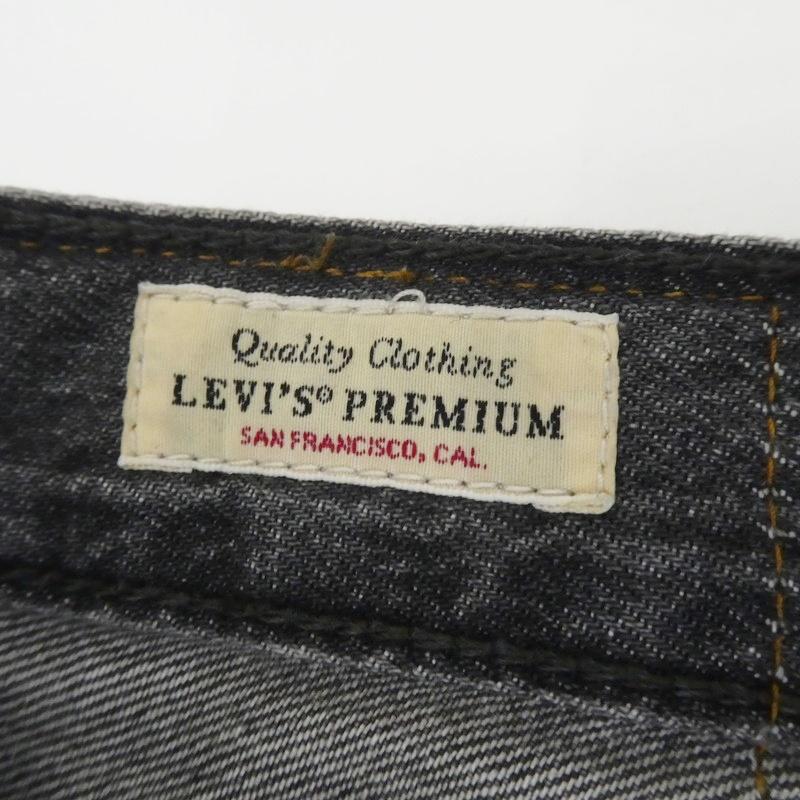 Quality Clothing
LEVI'S® PREMIUM
SAN FRANCISCO, CAL.